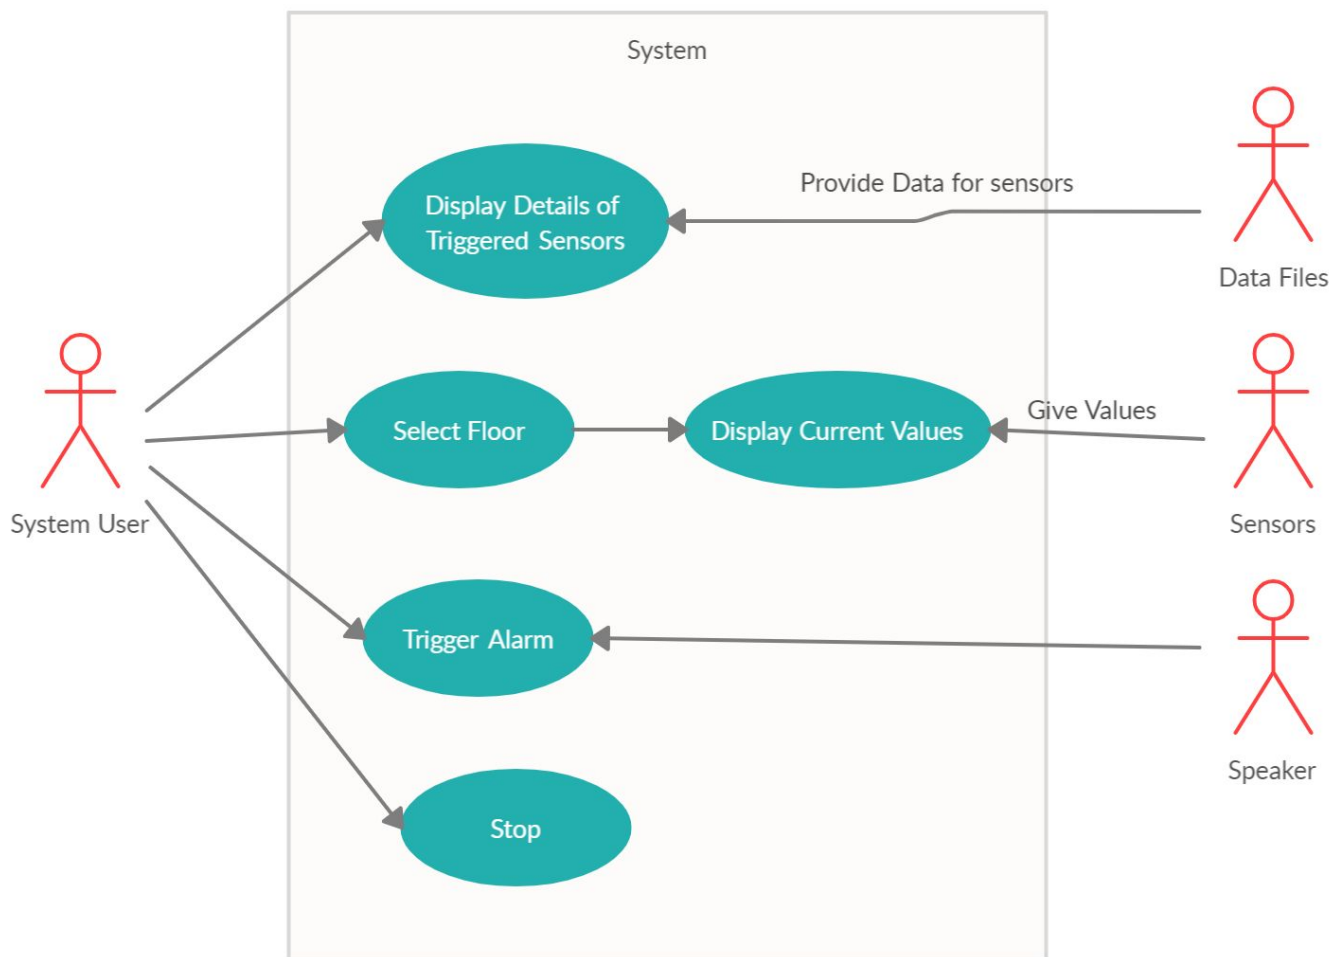 System
Provide Data for sensors
Display Details of
Triggered Sensors
Data Files
Give Values
Select Floor
Display Current Values
System User
Sensors
Trigger Alarm
Speaker
Stop